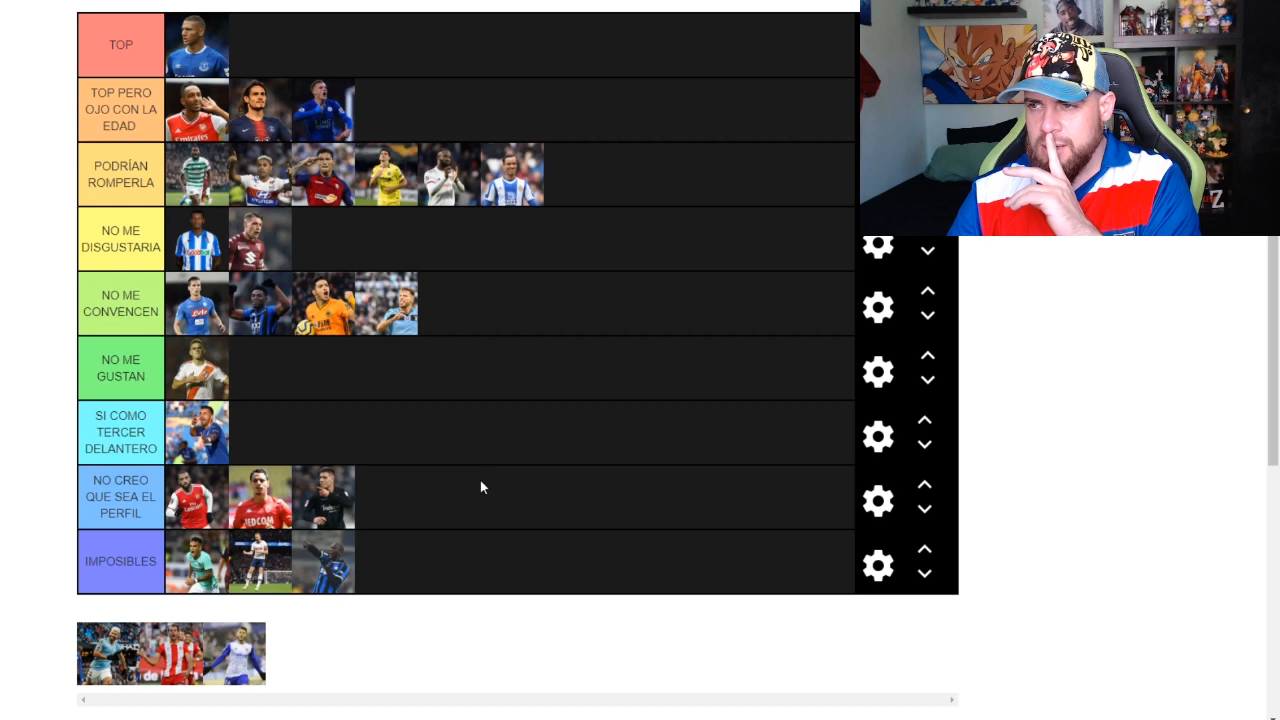 TOP
TOP PERO
OJO CON LA
EDAD
PODRÍAN
ROMPERLA
NO ME
DISGUSTARIA
NO ME
CONVENCEN
NO ME
GUSTAN
SI COMO
TERCER
DELANTERO
NO CREO
QUE SEA EL
PERFIL
IMPOSIBLES
Z